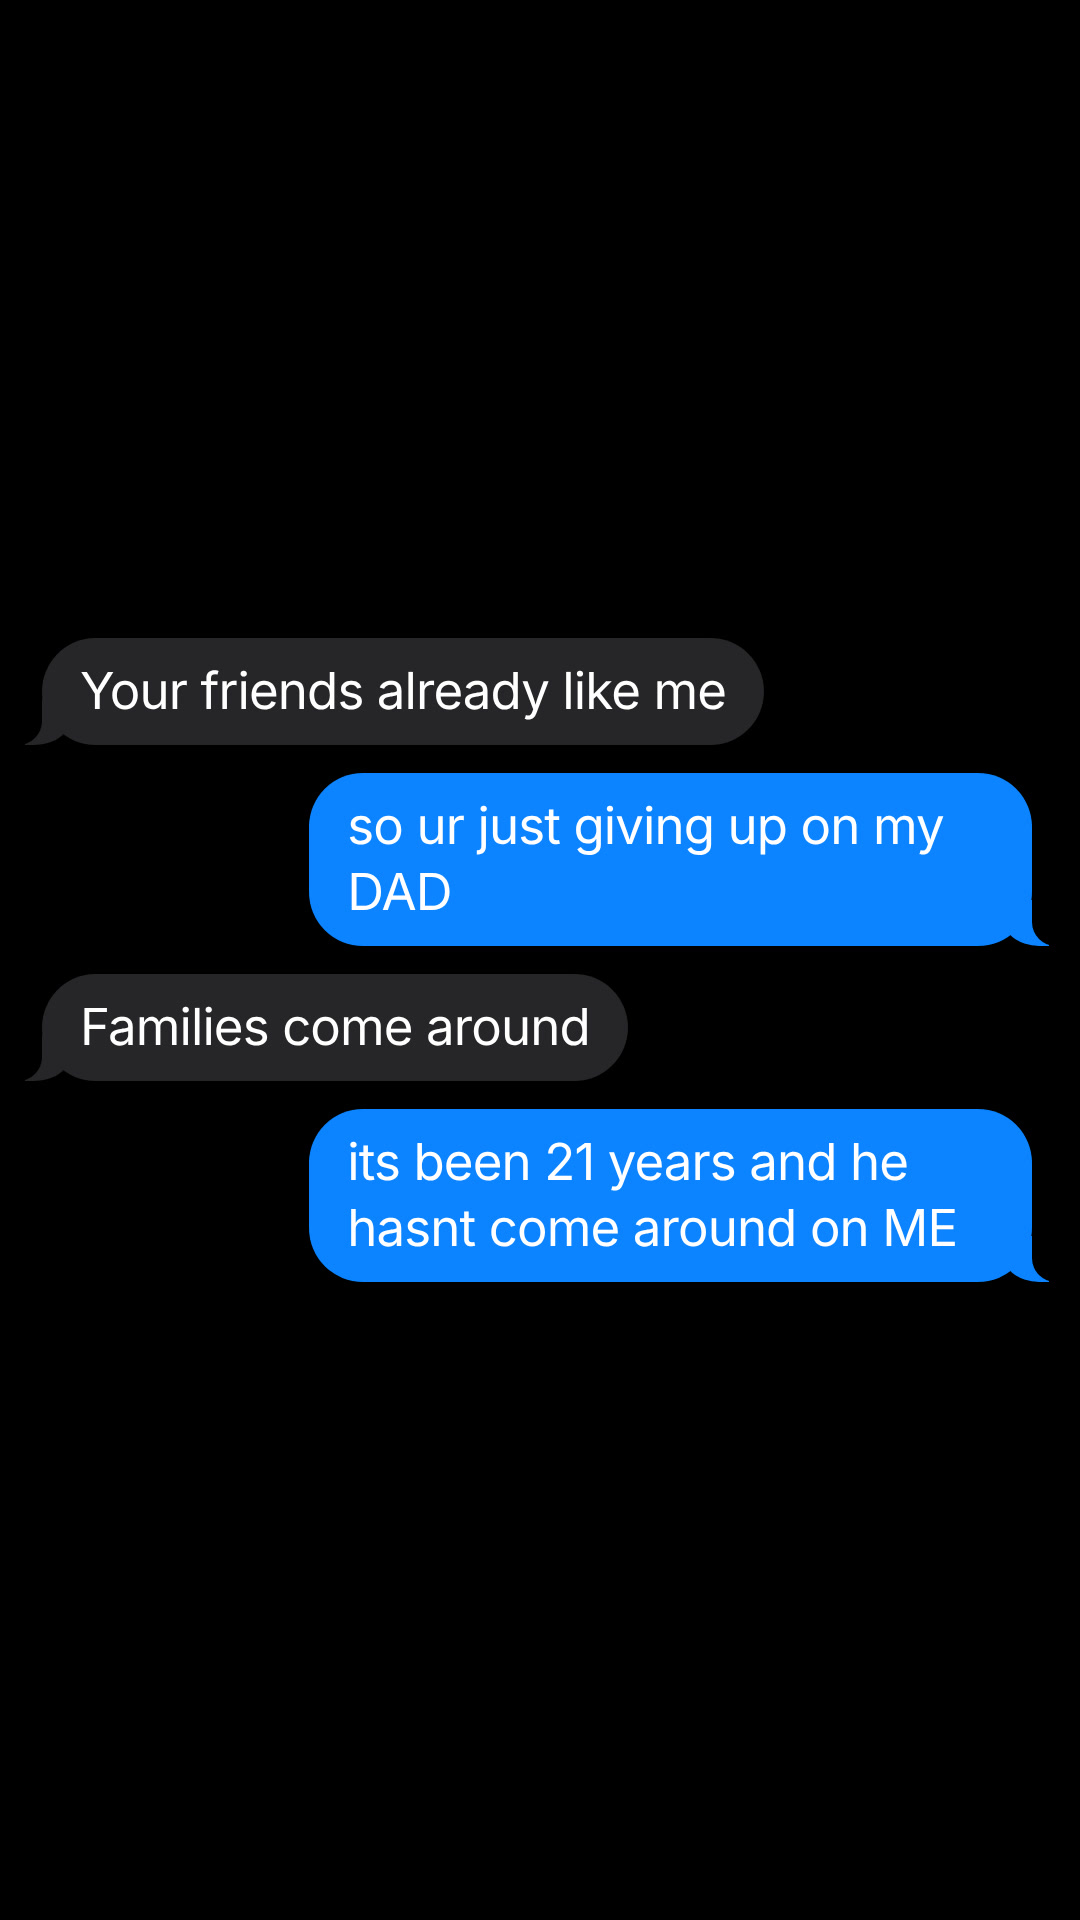 Your friends already like me
so ur just giving up on my
DAD
Families come around
its been 21 years and he
hasnt come around on ME